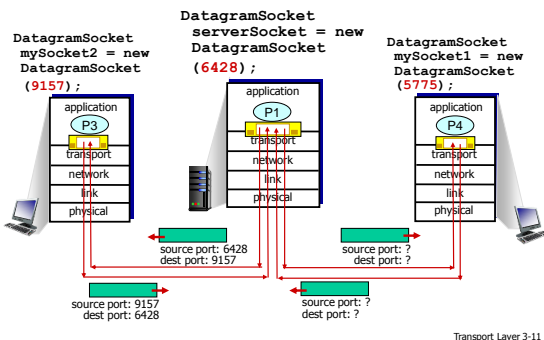 DatagramSocket
mySocket2 = new
DatagramSocket
(9157);
DatagramSocket
serverSocket = new
DatagramSocket
(6428);
DatagramSocket
mySocket1 = new
DatagramSocket
(5775);
application
P3
transport
network
link
physical
application
P1
transport
network
link
physical
application
P4
transport
network
link
physical
source port: 6428
dest port: 9157
source port: ?
dest port: ?
source port: 9157
dest port: 6428
source port: ?
dest port: ?
Transport Layer 3-11